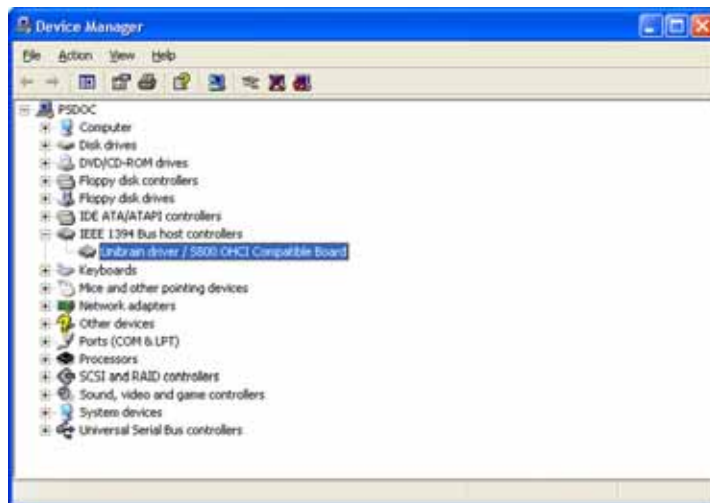 Device Manager
File Action View Help
PSDOC
Computer
Disk drives
DVD/CD-ROM drives
Floppy disk controllers
Floppy disk drives
IDE ATA/ATAPI controllers
IEEE 1394 Bus host controllers
Unibrain driver / S800 OHCI Compatible Board
Keyboards
Mice and other pointing devices
Network adapters
Other devices
Ports (COM & LPT)
Processors
SCSI and RAID controllers
Sound, video and game controllers
System devices
Universal Serial Bus controllers